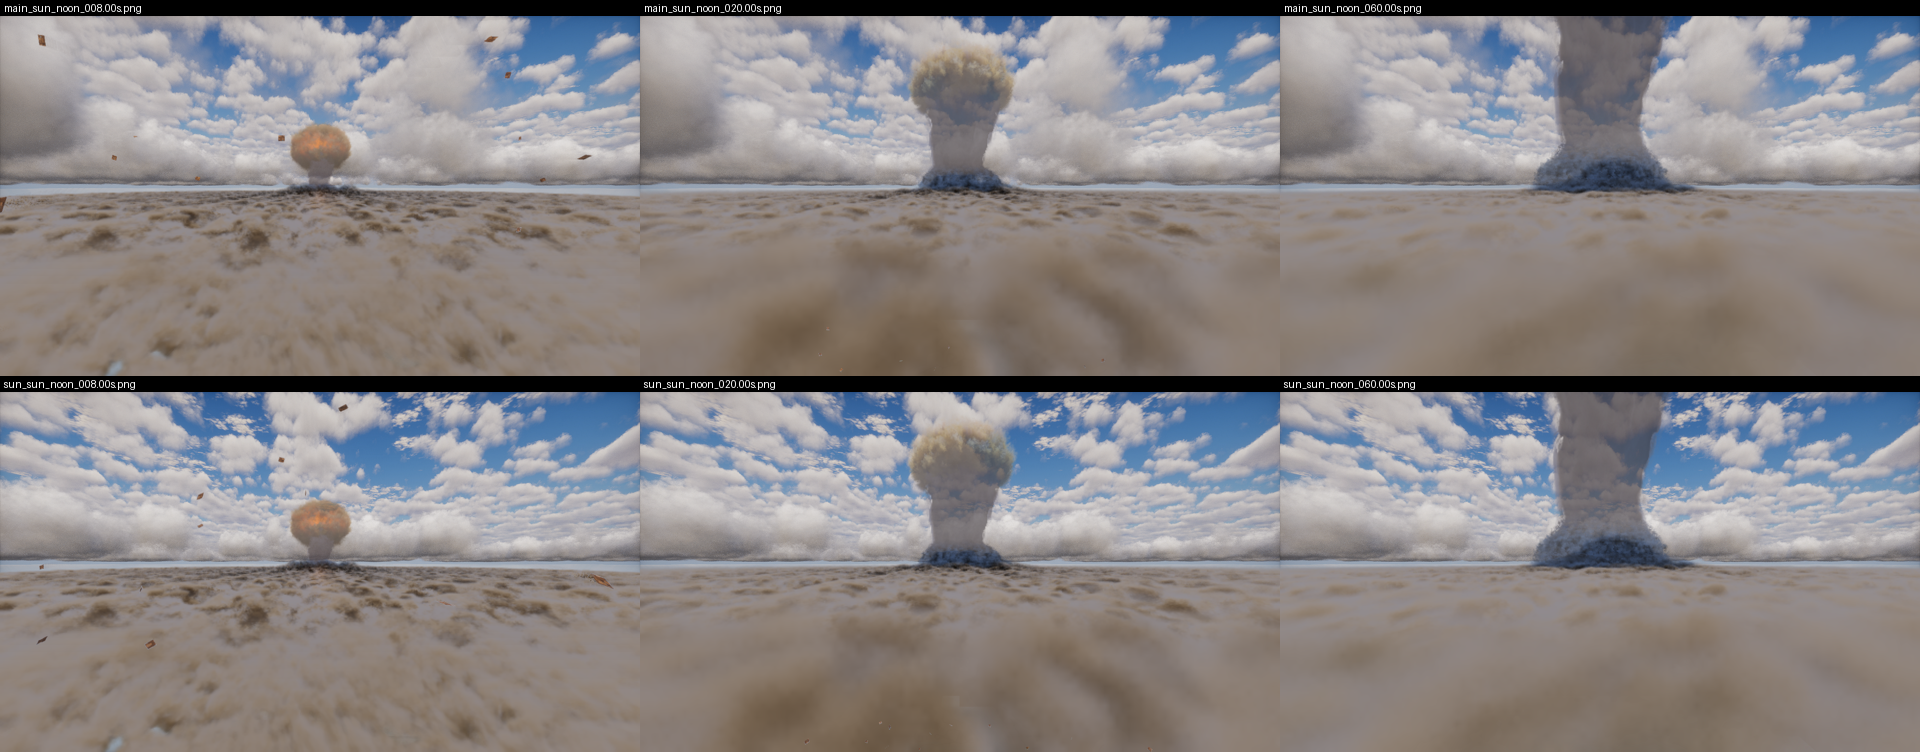 main_sun_noon_008.00s.png
main_sun_noon_020.00s.png
main_sun_noon_060.00s.png
sun_sun_noon_008.00s.png
sun_sun_noon_020.00s.png
sun_sun_noon_060.00s.png